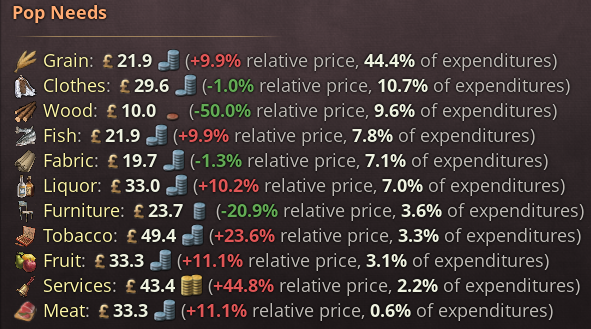 Pop Needs
Grain: £ 21.9 (+9.9% relative price, 44.4% of expenditures)
Clothes: £ 29.6 (-1.0% relative price, 10.7% of expenditures)
Wood: £ 10.0 (-50.0% relative price, 9.6% of expenditures)
Fish: £ 21.9 (+9.9% relative price, 7.8% of expenditures)
Fabric: £ 19.7 (-1.3% relative price, 7.1% of expenditures)
Liquor: £ 33.0 (+10.2% relative price, 7.0% of expenditures)
Furniture: £ 23.7 (-20.9% relative price, 3.6% of expenditures)
Tobacco: £ 49.4 (+23.6% relative price, 3.3% of expenditures)
Fruit: £ 33.3 (+11.1% relative price, 3.1% of expenditures)
Services: £ 43.4 (+44.8% relative price, 2.2% of expenditures)
Meat: £ 33.3 (+11.1% relative price, 0.6% of expenditures)